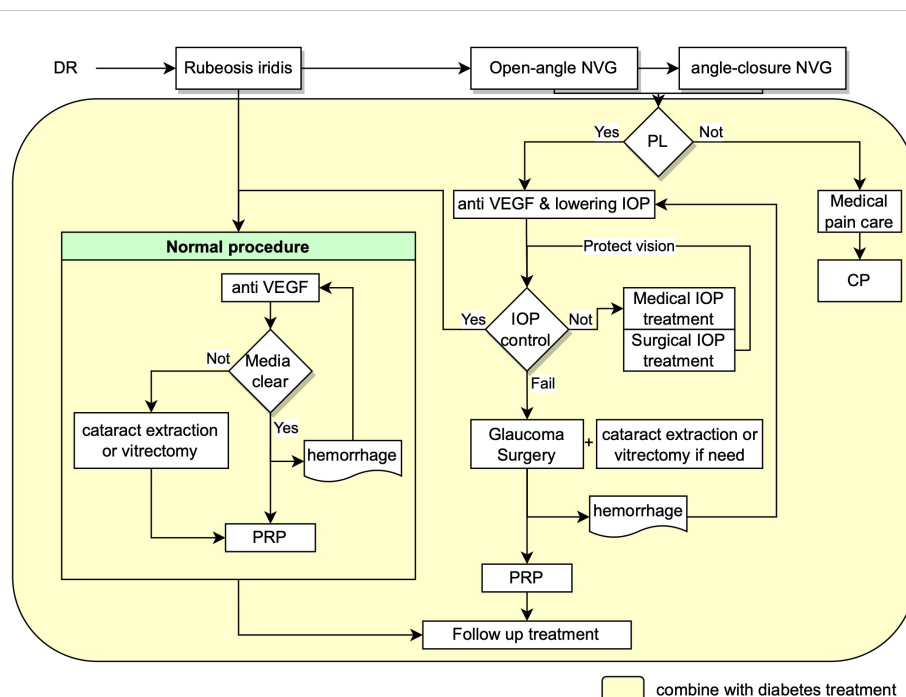 DR
Rubeosis iridis
Open-angle NVG
angle-closure NVG
Yes
PL
Not
anti VEGF & lowering IOP
Medical
pain care
Protect vision
Normal procedure
CP
anti VEGF
Medical IOP
treatment
Yes
IOP
control
Not
Surgical IOP
treatment
Not
Media
clear
Fail
Yes
cataract extraction
or vitrectomy
hemorrhage
Glaucoma
Surgery
+
cataract extraction or
vitrectomy if need
hemorrhage
PRP
PRP
Follow up treatment
combine with diabetes treatment